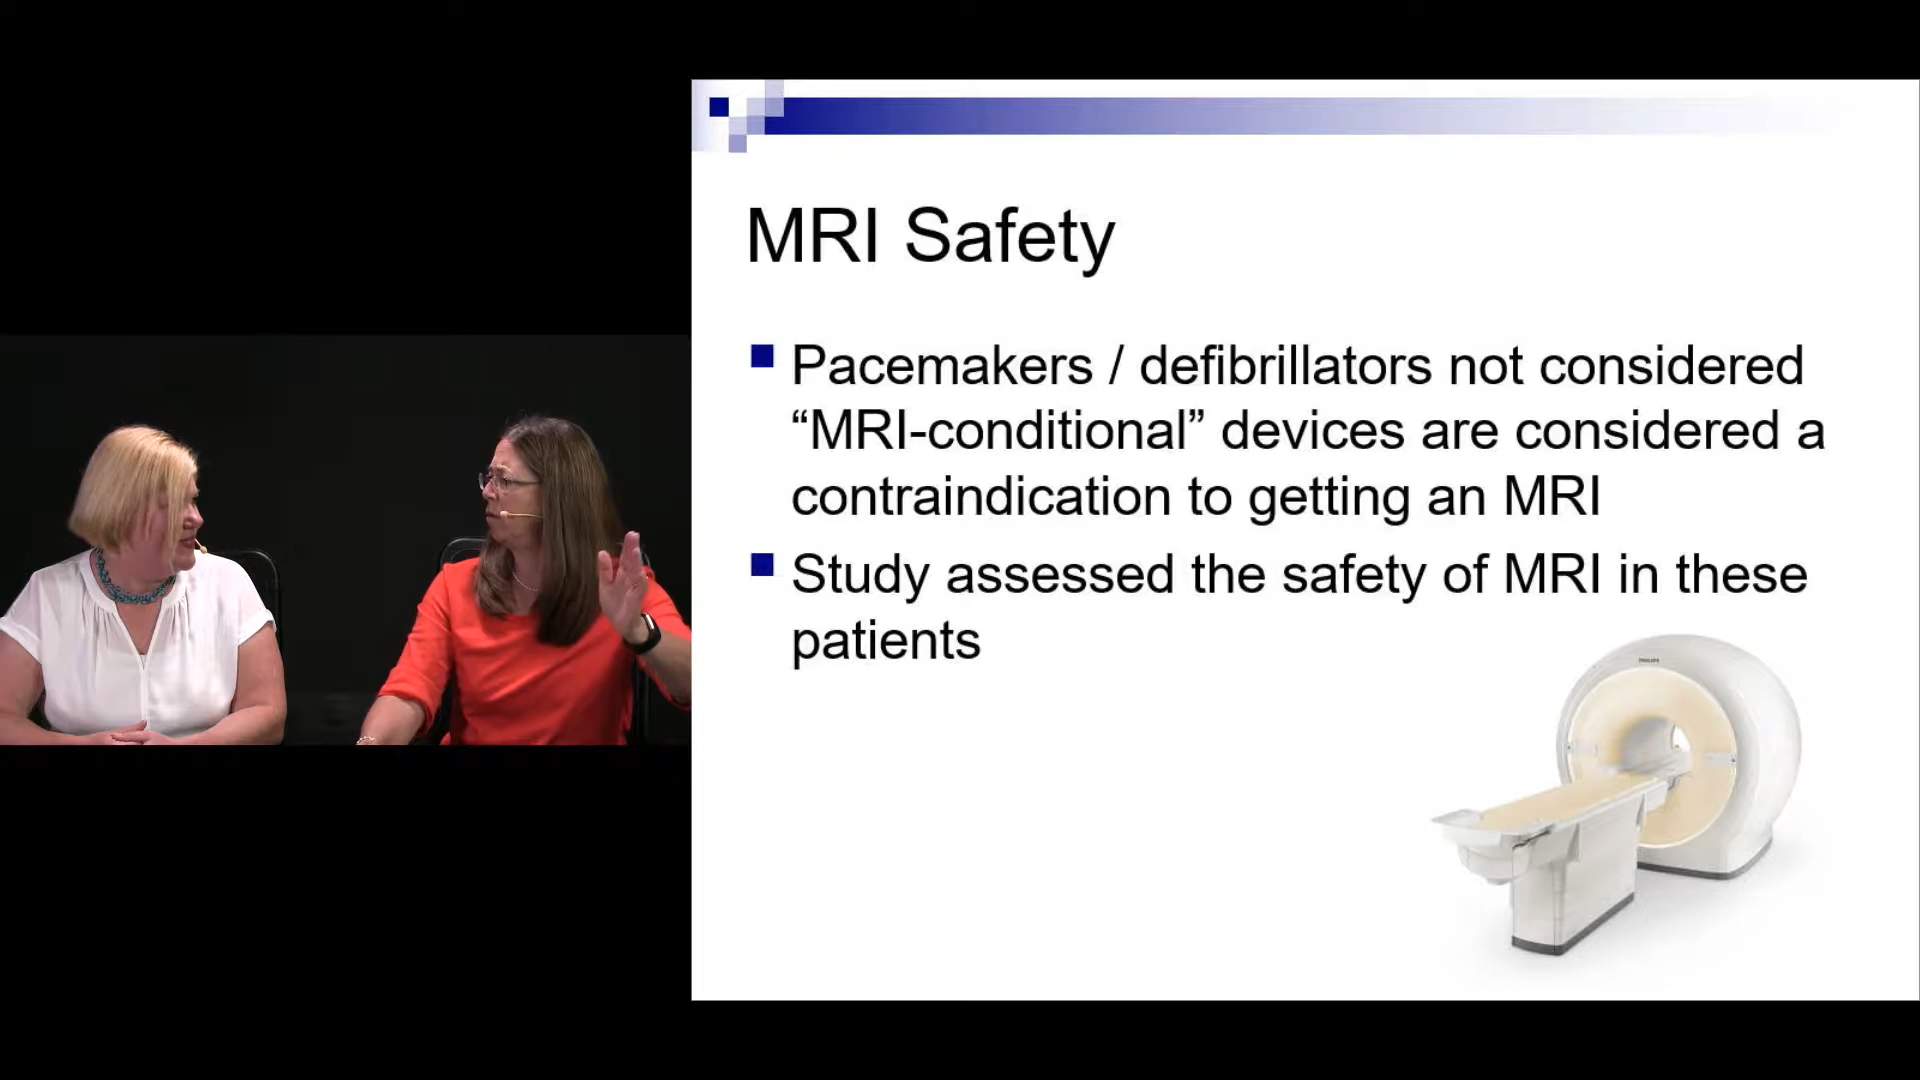 MRI Safety
Pacemakers / defibrillators not considered
“MRI-conditional” devices are considered a
contraindication to getting an MRI
Study assessed the safety of MRI in these
patients
PHILIPS